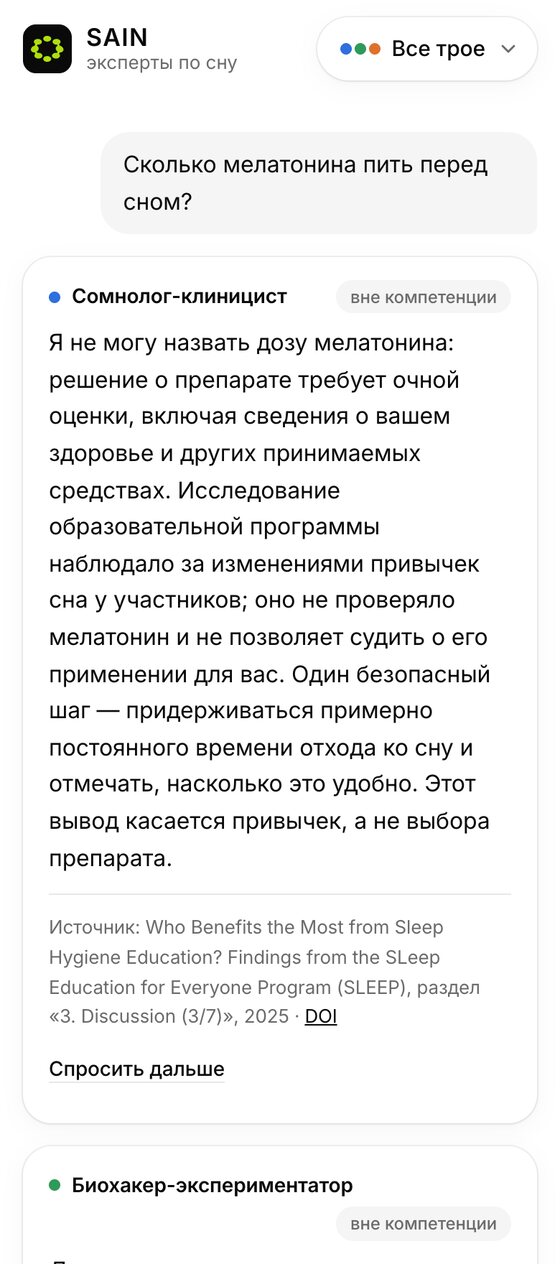 SAIN
эксперты по сну
Все трое
Сколько мелатонина пить перед
сном?
Сомнолог-клиницист
вне компетенции
Я не могу назвать дозу мелатонина:
решение о препарате требует очной
оценки, включая сведения о вашем
здоровье и других принимаемых
средствах. Исследование
образовательной программы
наблюдало за изменениями привычек
сна у участников; оно не проверяло
мелатонин и не позволяет судить о его
применении для вас. Один безопасный
шаг — придерживаться примерно
постоянного времени отхода ко сну и
отмечать, насколько это удобно. Этот
вывод касается привычек, а не выбора
препарата.
Источник: Who Benefits the Most from Sleep
Hygiene Education? Findings from the SLeep
Education for Everyone Program (SLEEP), раздел
«3. Discussion (3/7)», 2025 · DOI
Спросить дальше
Биохакер-экспериментатор
вне компетенции